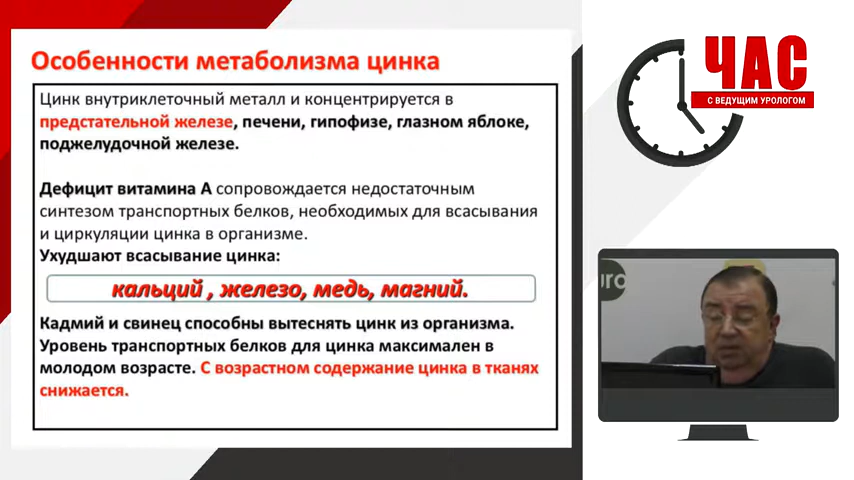 Особенности метаболизма цинка
Цинк внутриклеточный металл и концентрируется в
предстательной железе, печени, гипофизе, глазном яблоке,
поджелудочной железе.
Дефицит витамина А сопровождается недостаточным
синтезом транспортных белков, необходимых для всасывания
и циркуляции цинка в организме.
Ухудшают всасывание цинка:
кальций , железо, медь, магний.
Кадмий и свинец способны вытеснять цинк из организма.
Уровень транспортных белков для цинка максимален в
молодом возрасте. С возрастном содержание цинка в тканях
снижается.
ЧАС
С ВЕДУЩИМ УРОЛОГОМ
uro